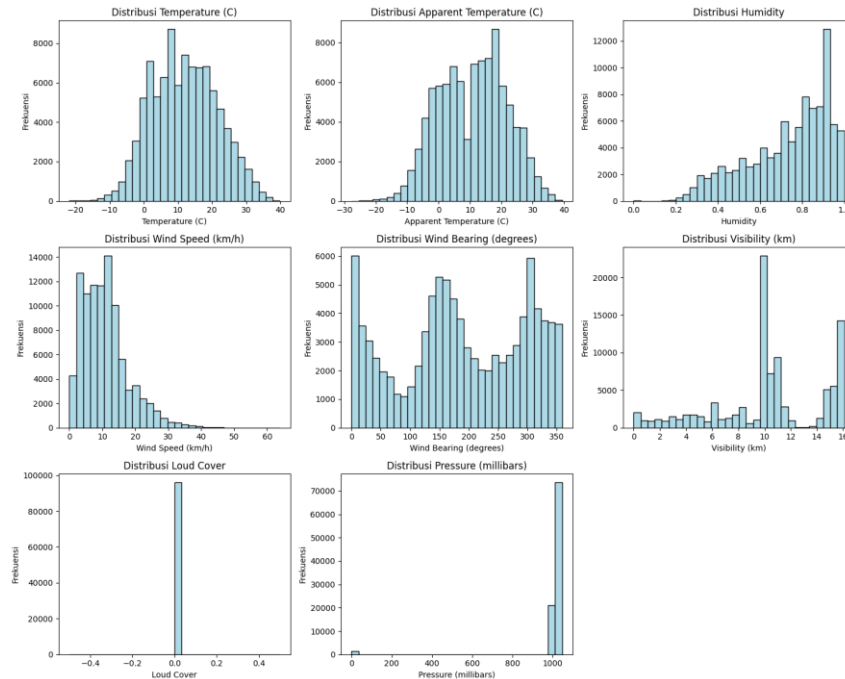 Distribusi Temperature (C)
Frekuensi
8000
6000
4000
2000
0
−20 −10 0 10 20 30 40
Temperature (C)
Distribusi Apparent Temperature (C)
Frekuensi
8000
6000
4000
2000
0
−30 −20 −10 0 10 20 30 40
Apparent Temperature (C)
Distribusi Humidity
Frekuensi
12000
10000
8000
6000
4000
2000
0
0.0 0.2 0.4 0.6 0.8 1.0
Humidity
Distribusi Wind Speed (km/h)
Frekuensi
14000
12000
10000
8000
6000
4000
2000
0
0 10 20 30 40 50 60
Wind Speed (km/h)
Distribusi Wind Bearing (degrees)
Frekuensi
6000
5000
4000
3000
2000
1000
0
0 50 100 150 200 250 300 350
Wind Bearing (degrees)
Distribusi Visibility (km)
Frekuensi
20000
15000
10000
5000
0
0 2 4 6 8 10 12 14 16
Visibility (km)
Distribusi Loud Cover
Frekuensi
100000
80000
60000
40000
20000
0
−0.4 −0.2 0.0 0.2 0.4
Loud Cover
Distribusi Pressure (millibars)
Frekuensi
70000
60000
50000
40000
30000
20000
10000
0
0 200 400 600 800 1000
Pressure (millibars)